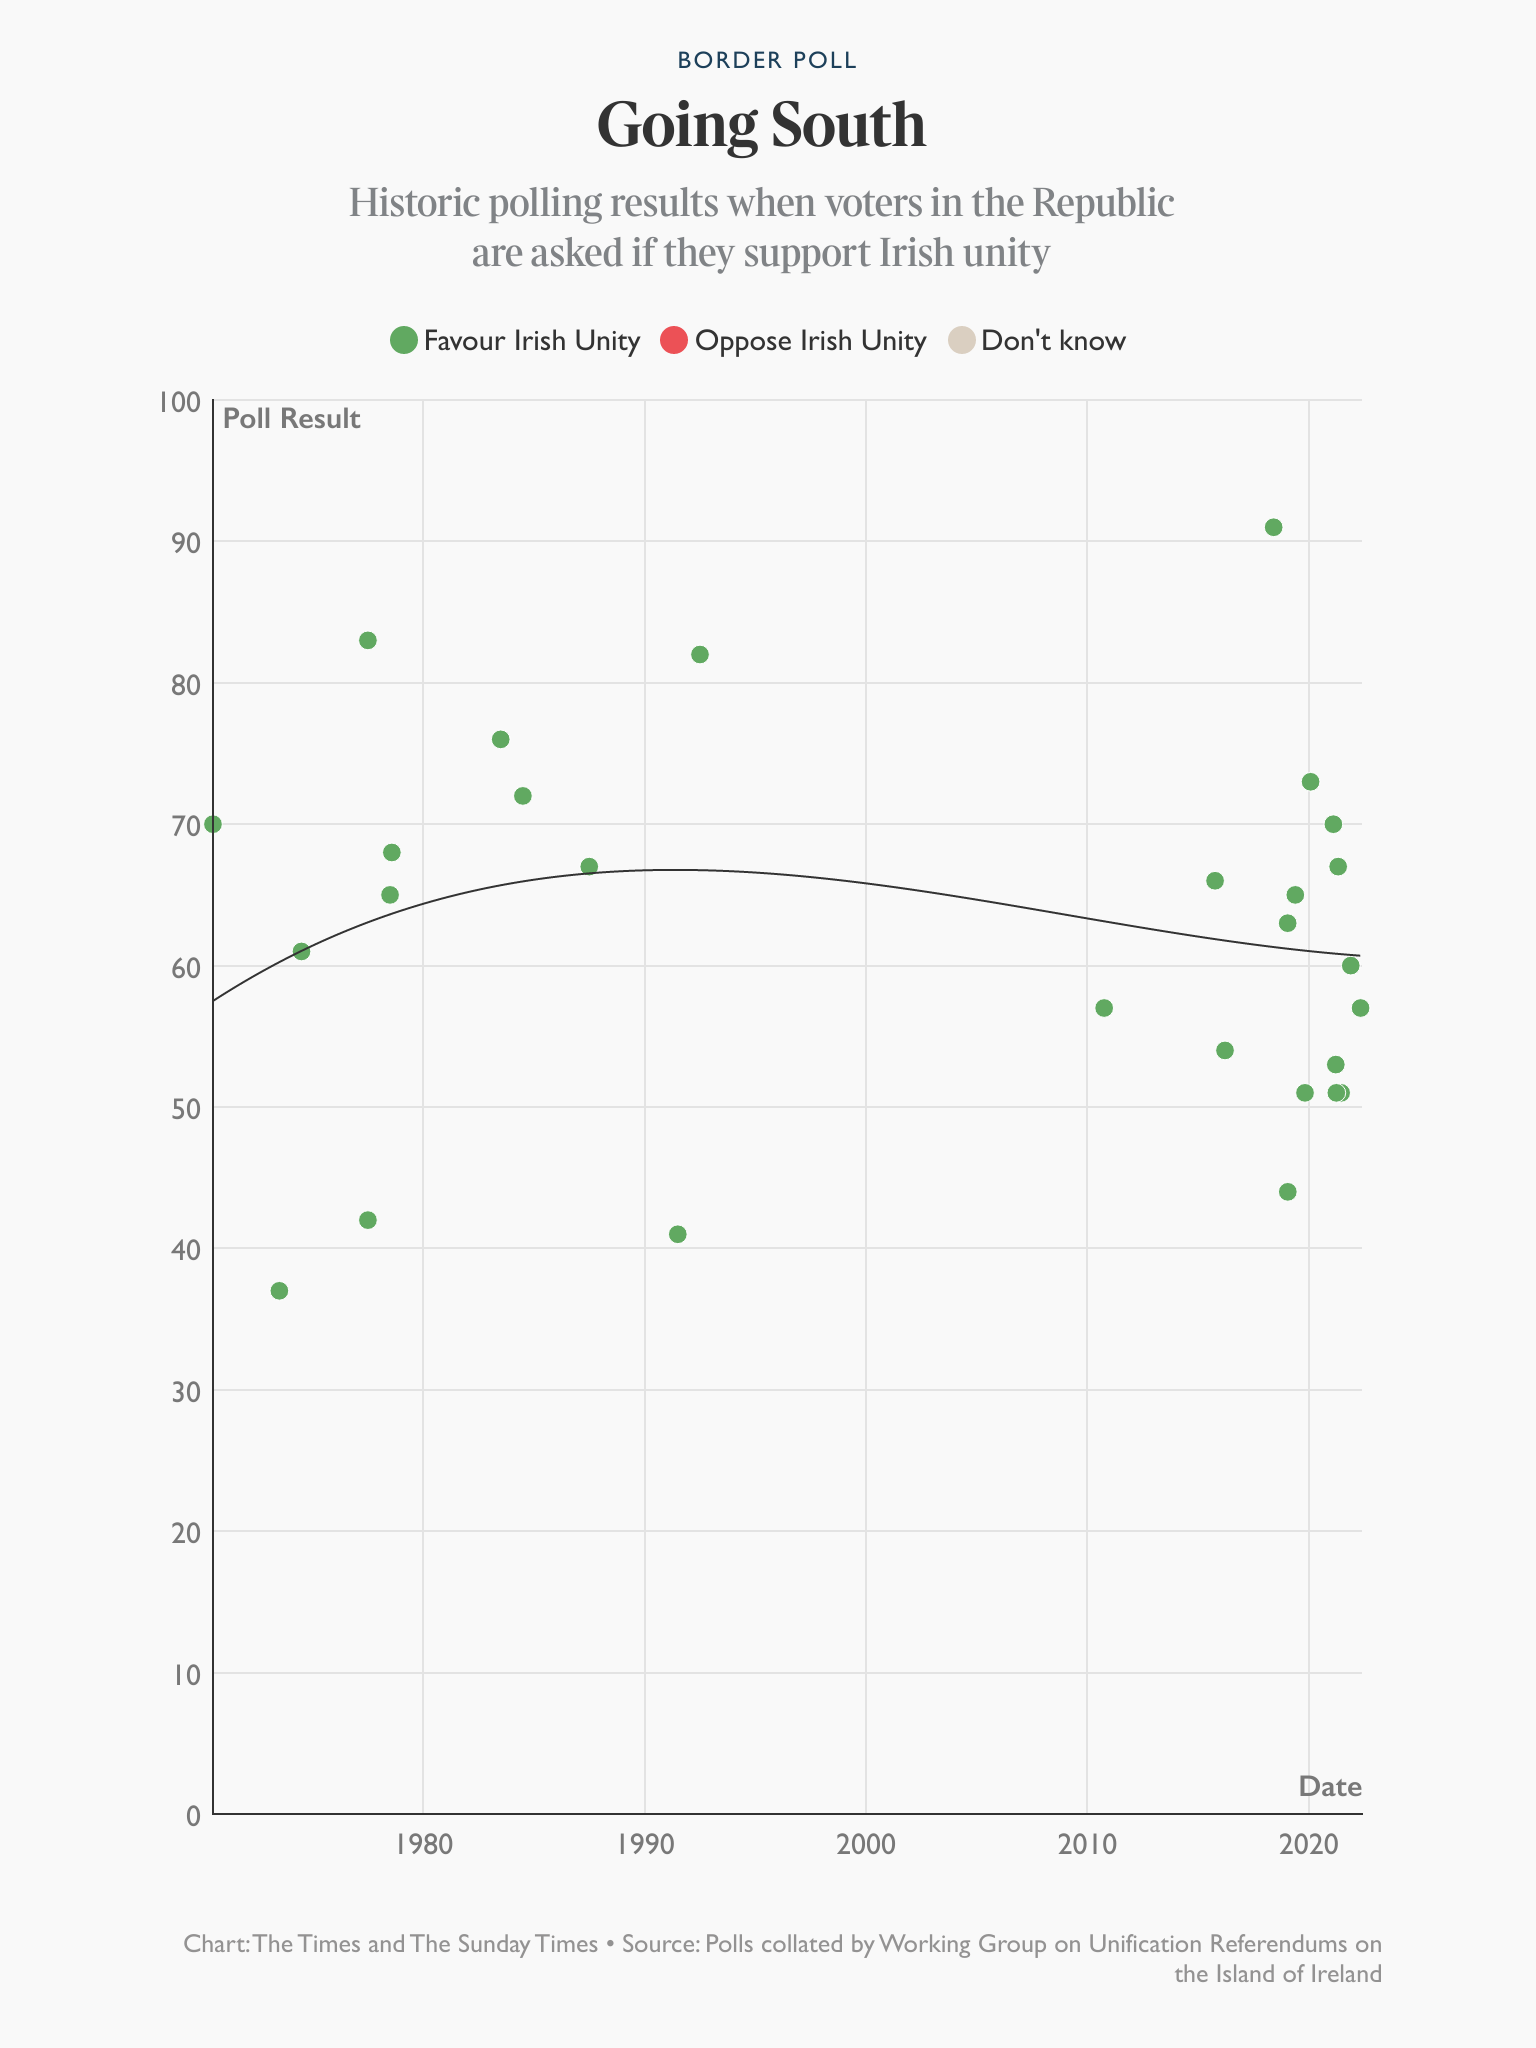 BORDER POLL
Going South
Historic polling results when voters in the Republic
are asked if they support Irish unity
Favour Irish Unity Oppose Irish Unity Don't know
100
Poll Result
90
80
70
60
50
40
30
20
10
Date
0
1980 1990 2000 2010 2020
Chart: The Times and The Sunday Times • Source: Polls collated by Working Group on Unification Referendums on
the Island of Ireland